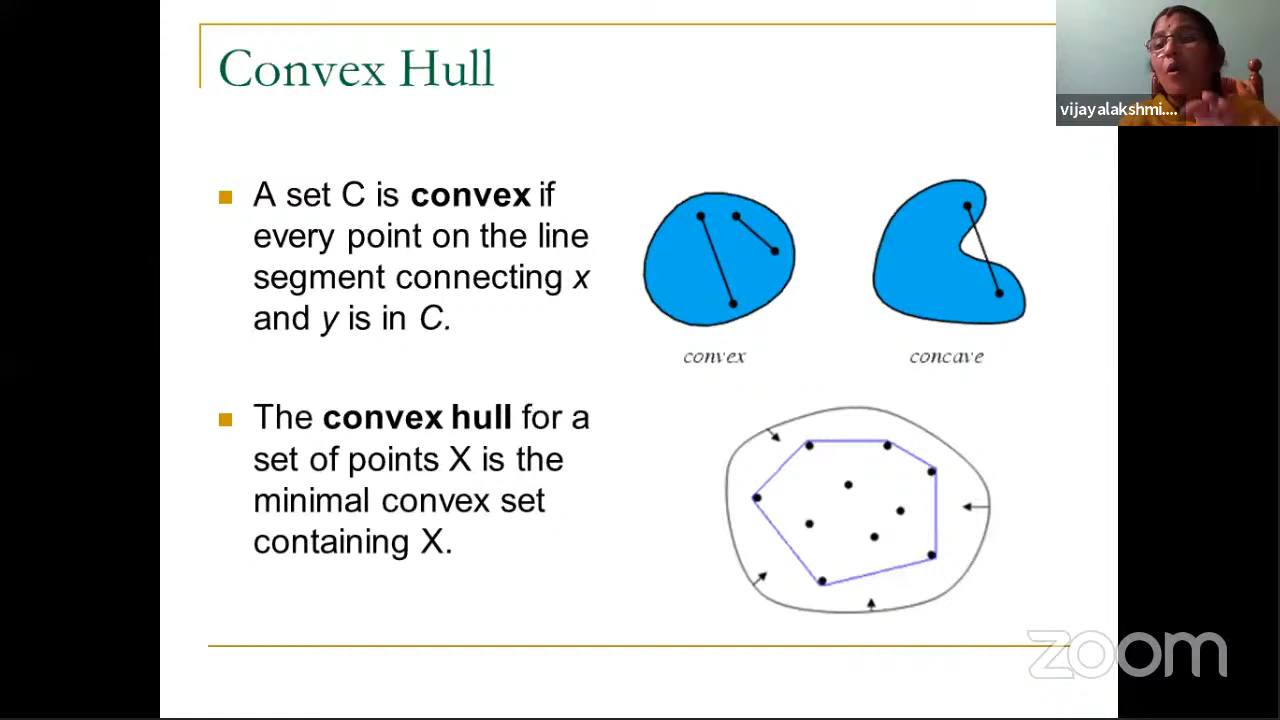 Convex Hull
vijayalakshmi....
A set C is convex if
every point on the line
segment connecting x
and y is in C.
convex
concave
The convex hull for a
set of points X is the
minimal convex set
containing X.
zoom